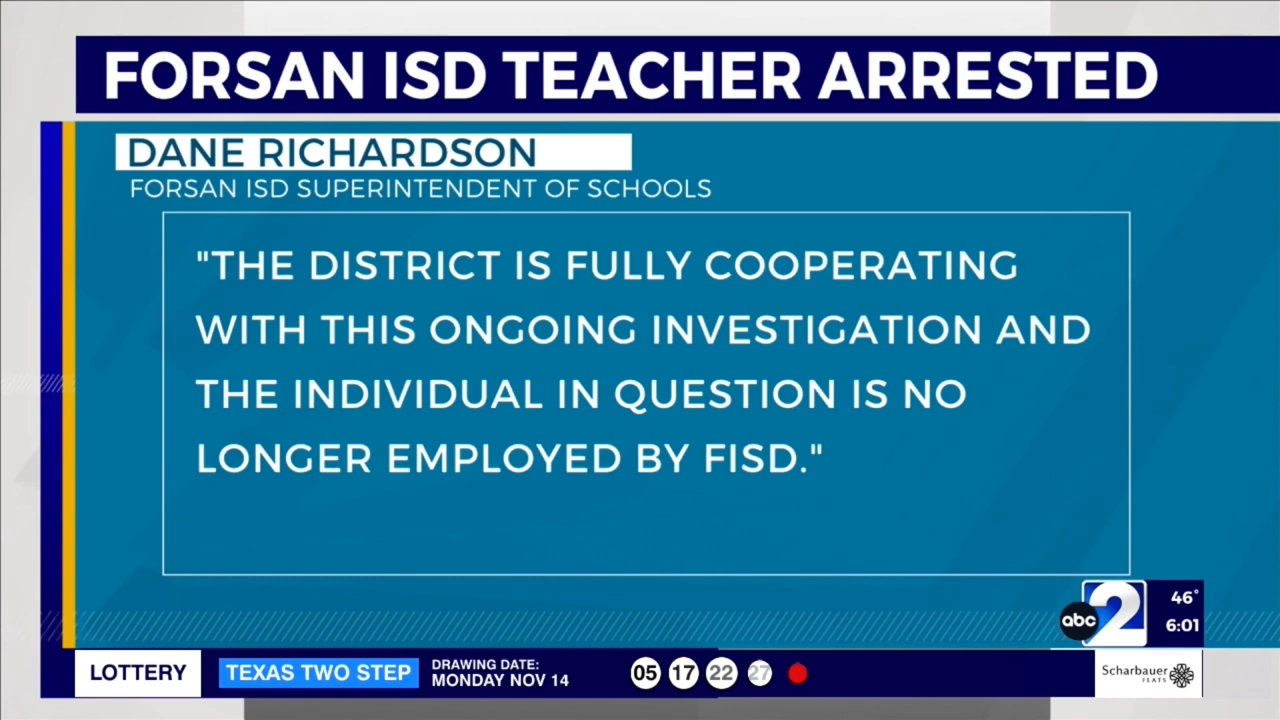 FORSAN ISD TEACHER ARRESTED
DANE RICHARDSON
FORSAN ISD SUPERINTENDENT OF SCHOOLS
"THE DISTRICT IS FULLY COOPERATING
WITH THIS ONGOING INVESTIGATION AND
THE INDIVIDUAL IN QUESTION IS NO
LONGER EMPLOYED BY FISD."
abc 2
46°
6:01
LOTTERY
TEXAS TWO STEP
DRAWING DATE:
MONDAY NOV 14
05 17 22 27
Scharbauer
FLATS